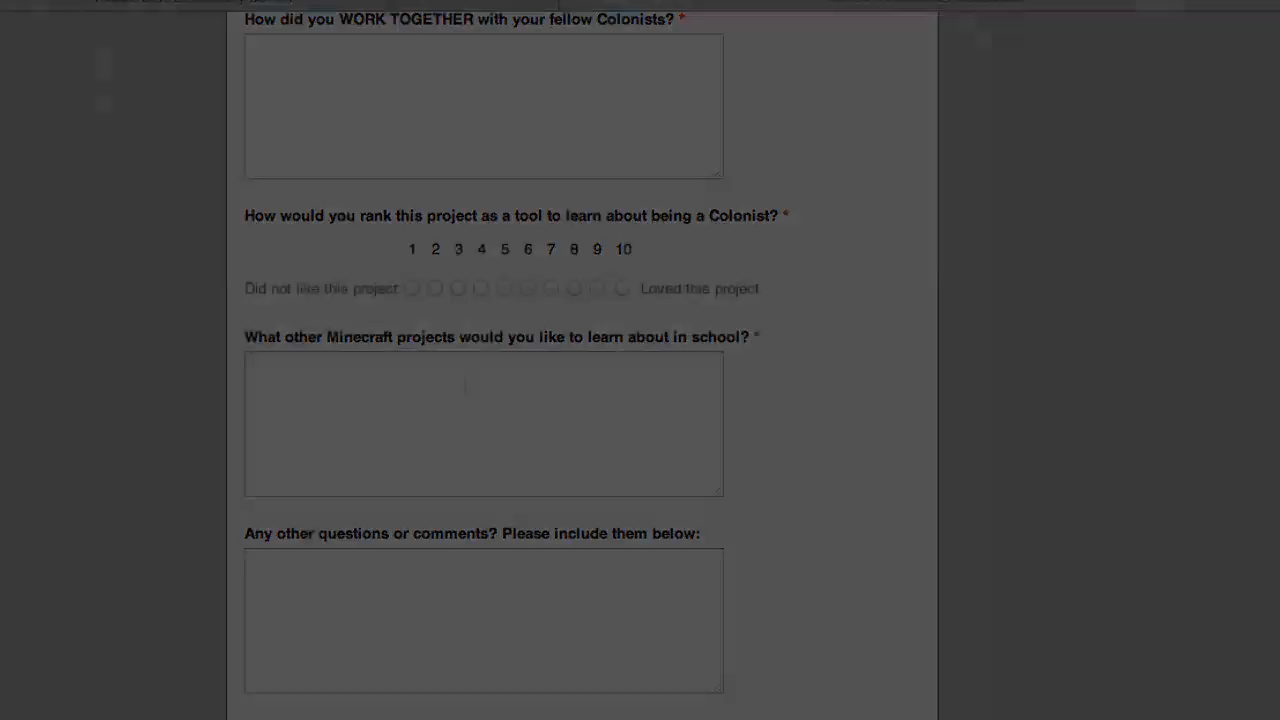 How did you WORK TOGETHER with your fellow Colonists? *
How would you rank this project as a tool to learn about being a Colonist? *
1 2 3 4 5 6 7 8 9 10
Did not like this project Loved this project
What other Minecraft projects would you like to learn about in school? *
Any other questions or comments? Please include them below: